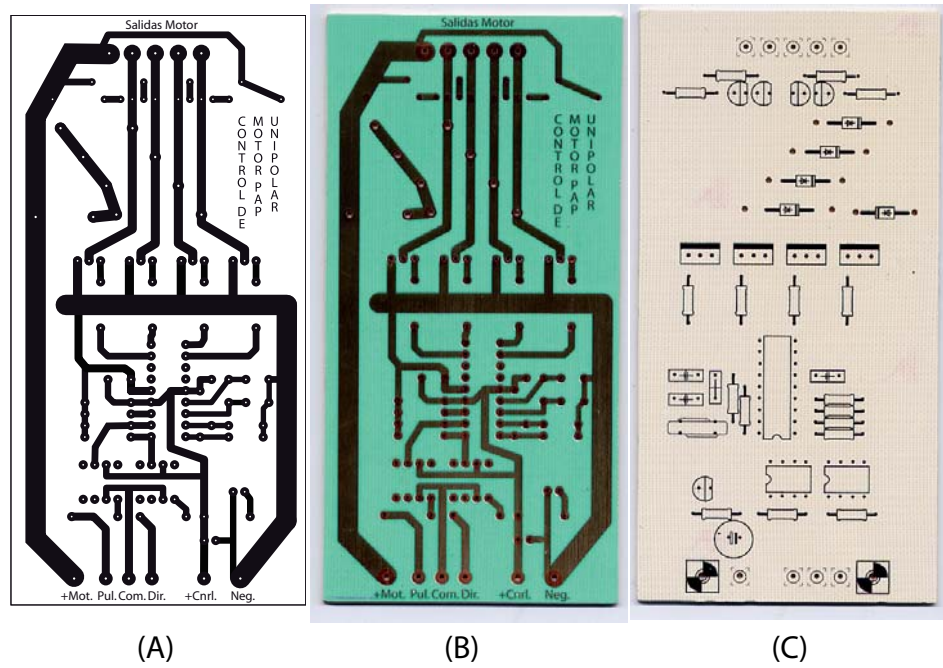 Salidas Motor
CONTROL DE
MOTOR PAP
UNIPOLAR
+Mot. Pul. Com. Dir. +Cnrl. Neg.
Salidas Motor
CONTROL DE
MOTOR PAP
UNIPOLAR
+Mot. Pul. Com. Dir. +Cnrl. Neg.
(A) (B) (C)